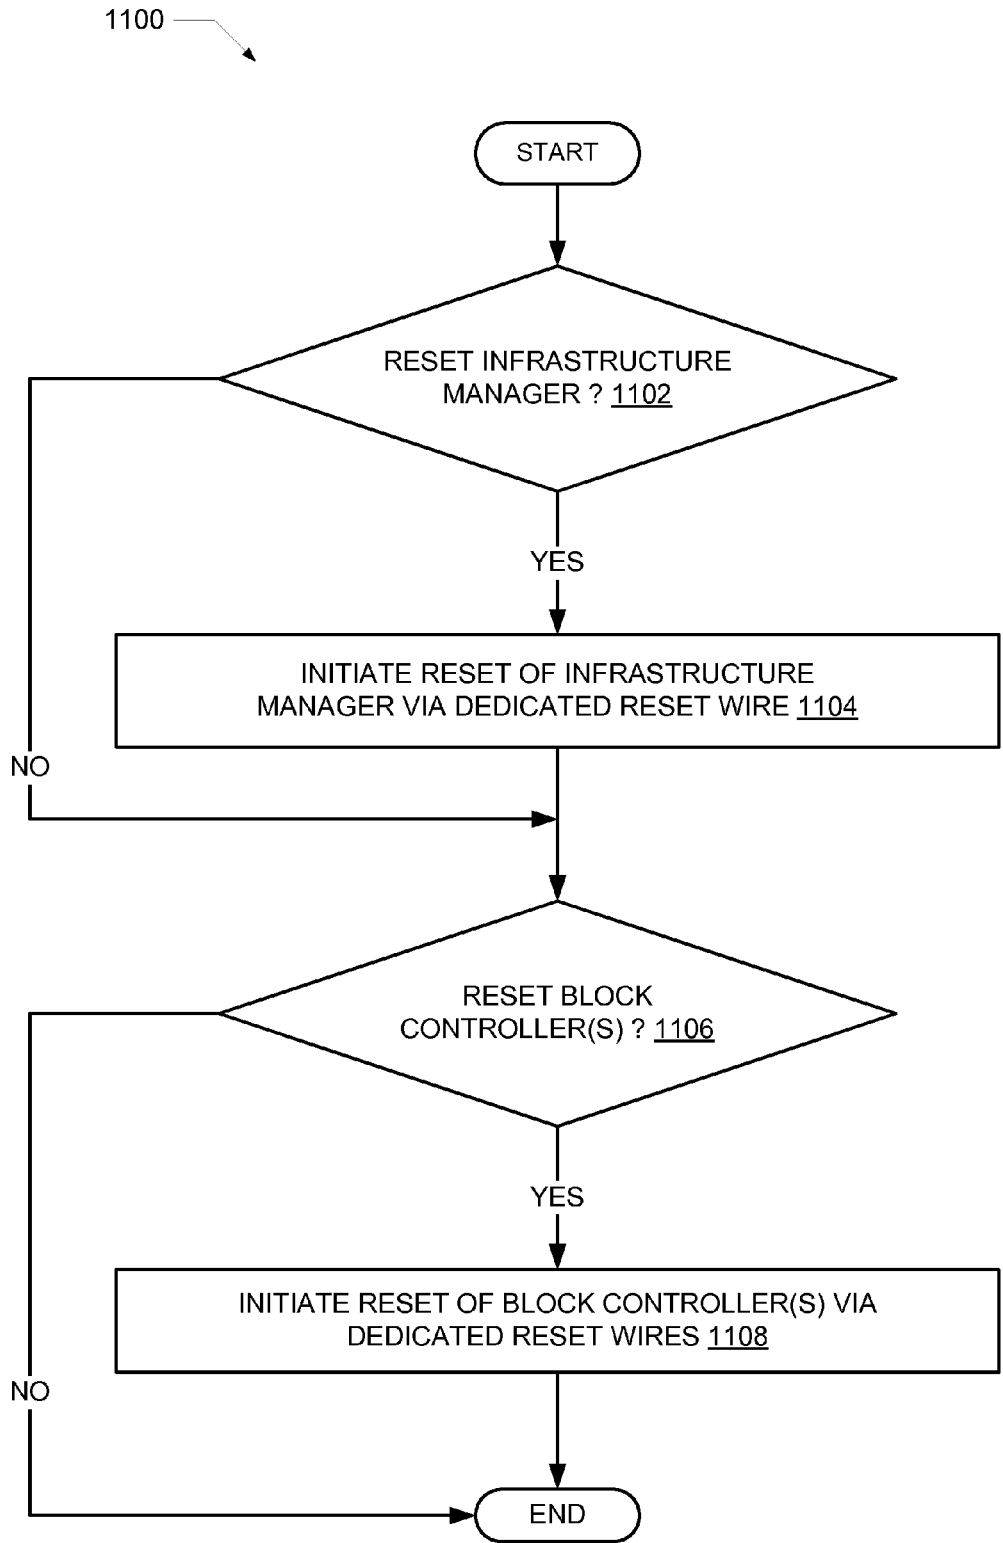 1100
START
RESET INFRASTRUCTURE
MANAGER ? 1102
YES
INITIATE RESET OF INFRASTRUCTURE
MANAGER VIA DEDICATED RESET WIRE 1104
NO
RESET BLOCK
CONTROLLER(S) ? 1106
YES
INITIATE RESET OF BLOCK CONTROLLER(S) VIA
DEDICATED RESET WIRES 1108
NO
END